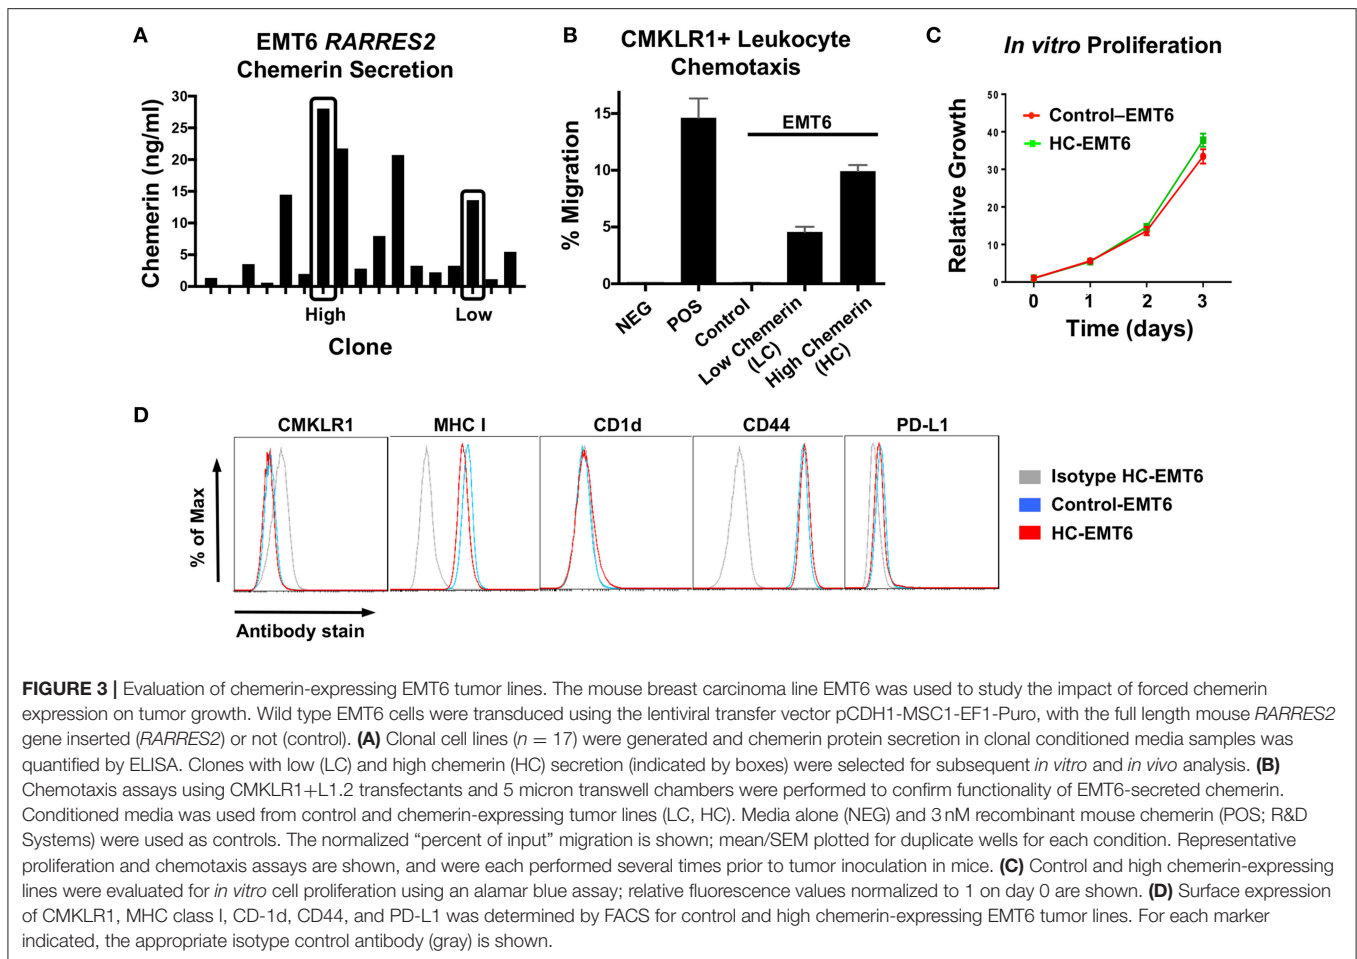 A
EMT6 RARRES2
Chemerin Secretion
Chemerin (ng/ml)
30
25
20
15
10
5
0
High
Low
Clone
B
CMKLR1+ Leukocyte
Chemotaxis
% Migration
15
10
5
0
EMT6
NEG
POS
Control
Low Chemerin
(LC)
High Chemerin
(HC)
C
In vitro Proliferation
Relative Growth
50
40
30
20
10
0
Control–EMT6
HC-EMT6
0 1 2 3
Time (days)
D
CMKLR1
MHC I
CD1d
CD44
PD-L1
% of Max
Antibody stain
Isotype HC-EMT6
Control-EMT6
HC-EMT6
FIGURE 3 | Evaluation of chemerin-expressing EMT6 tumor lines. The mouse breast carcinoma line EMT6 was used to study the impact of forced chemerin
expression on tumor growth. Wild type EMT6 cells were transduced using the lentiviral transfer vector pCDH1-MSC1-EF1-Puro, with the full length mouse RARRES2
gene inserted (RARRES2) or not (control). (A) Clonal cell lines (n = 17) were generated and chemerin protein secretion in clonal conditioned media samples was
quantified by ELISA. Clones with low (LC) and high chemerin (HC) secretion (indicated by boxes) were selected for subsequent in vitro and in vivo analysis. (B)
Chemotaxis assays using CMKLR1+L1.2 transfectants and 5 micron transwell chambers were performed to confirm functionality of EMT6-secreted chemerin.
Conditioned media was used from control and chemerin-expressing tumor lines (LC, HC). Media alone (NEG) and 3 nM recombinant mouse chemerin (POS; R&D
Systems) were used as controls. The normalized “percent of input” migration is shown; mean/SEM plotted for duplicate wells for each condition. Representative
proliferation and chemotaxis assays are shown, and were each performed several times prior to tumor inoculation in mice. (C) Control and high chemerin-expressing
lines were evaluated for in vitro cell proliferation using an alamar blue assay; relative fluorescence values normalized to 1 on day 0 are shown. (D) Surface expression
of CMKLR1, MHC class I, CD-1d, CD44, and PD-L1 was determined by FACS for control and high chemerin-expressing EMT6 tumor lines. For each marker
indicated, the appropriate isotype control antibody (gray) is shown.